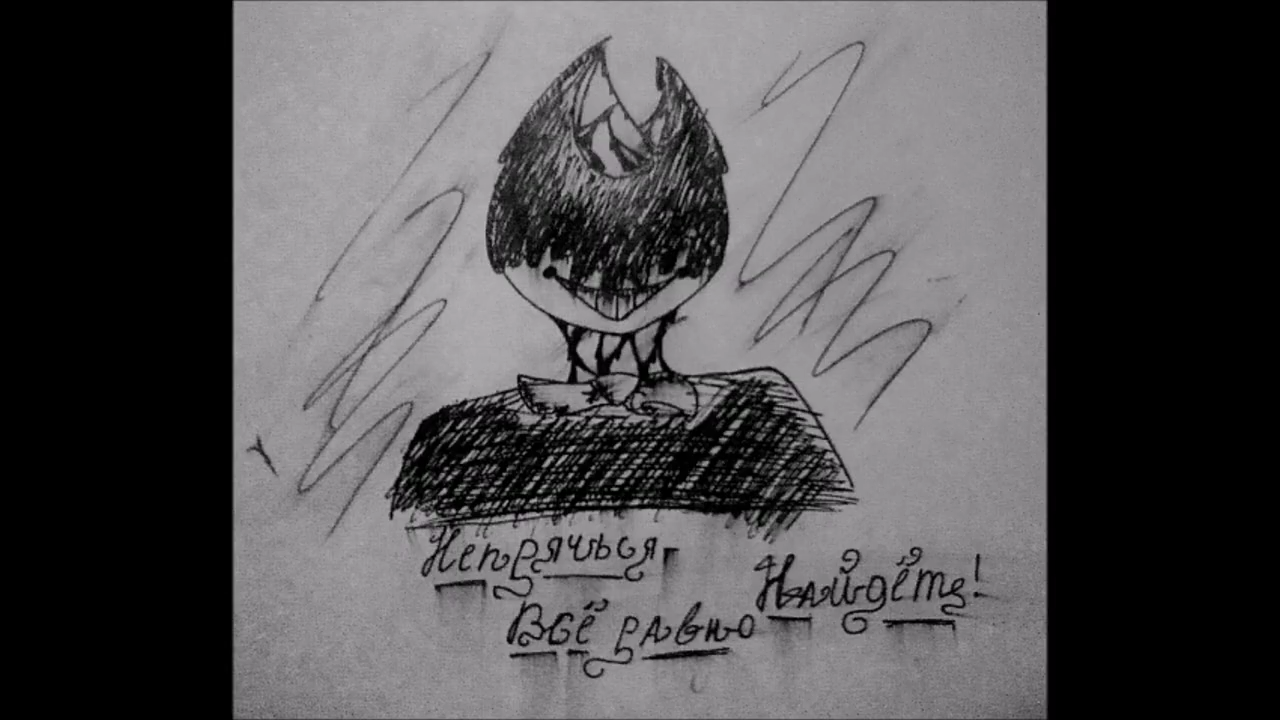 Непрячься
Всё равно
Найдёт!